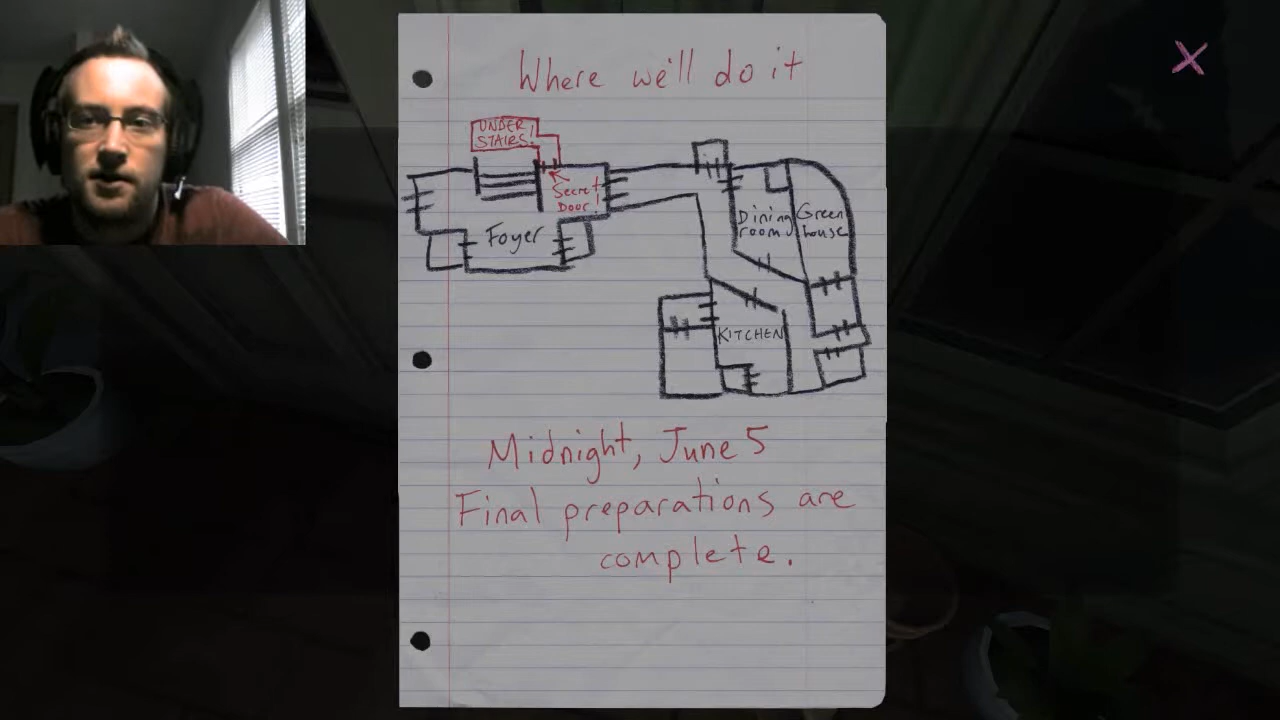 Where we'll do it
UNDER
STAIRS!
Secret
DOOR!
Foyer
Dining
room
Green
house
KITCHEN
Midnight, June 5
Final preparations are
complete.